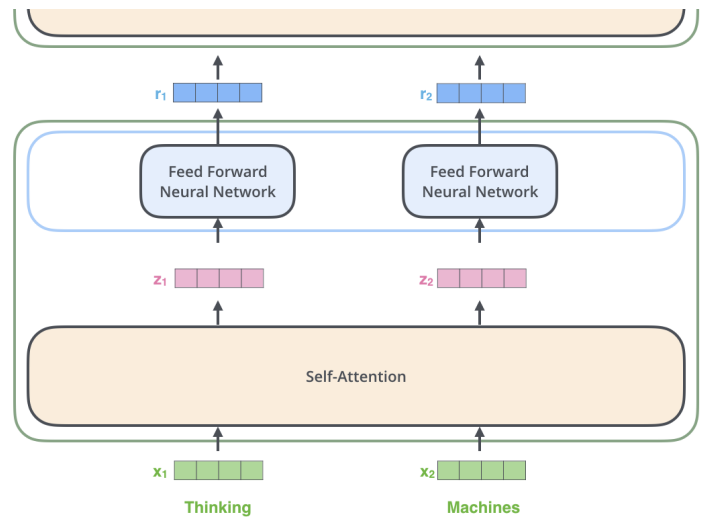 r₁ r₂
Feed Forward
Neural Network
Feed Forward
Neural Network
z₁ z₂
Self-Attention
x₁ x₂
Thinking Machines